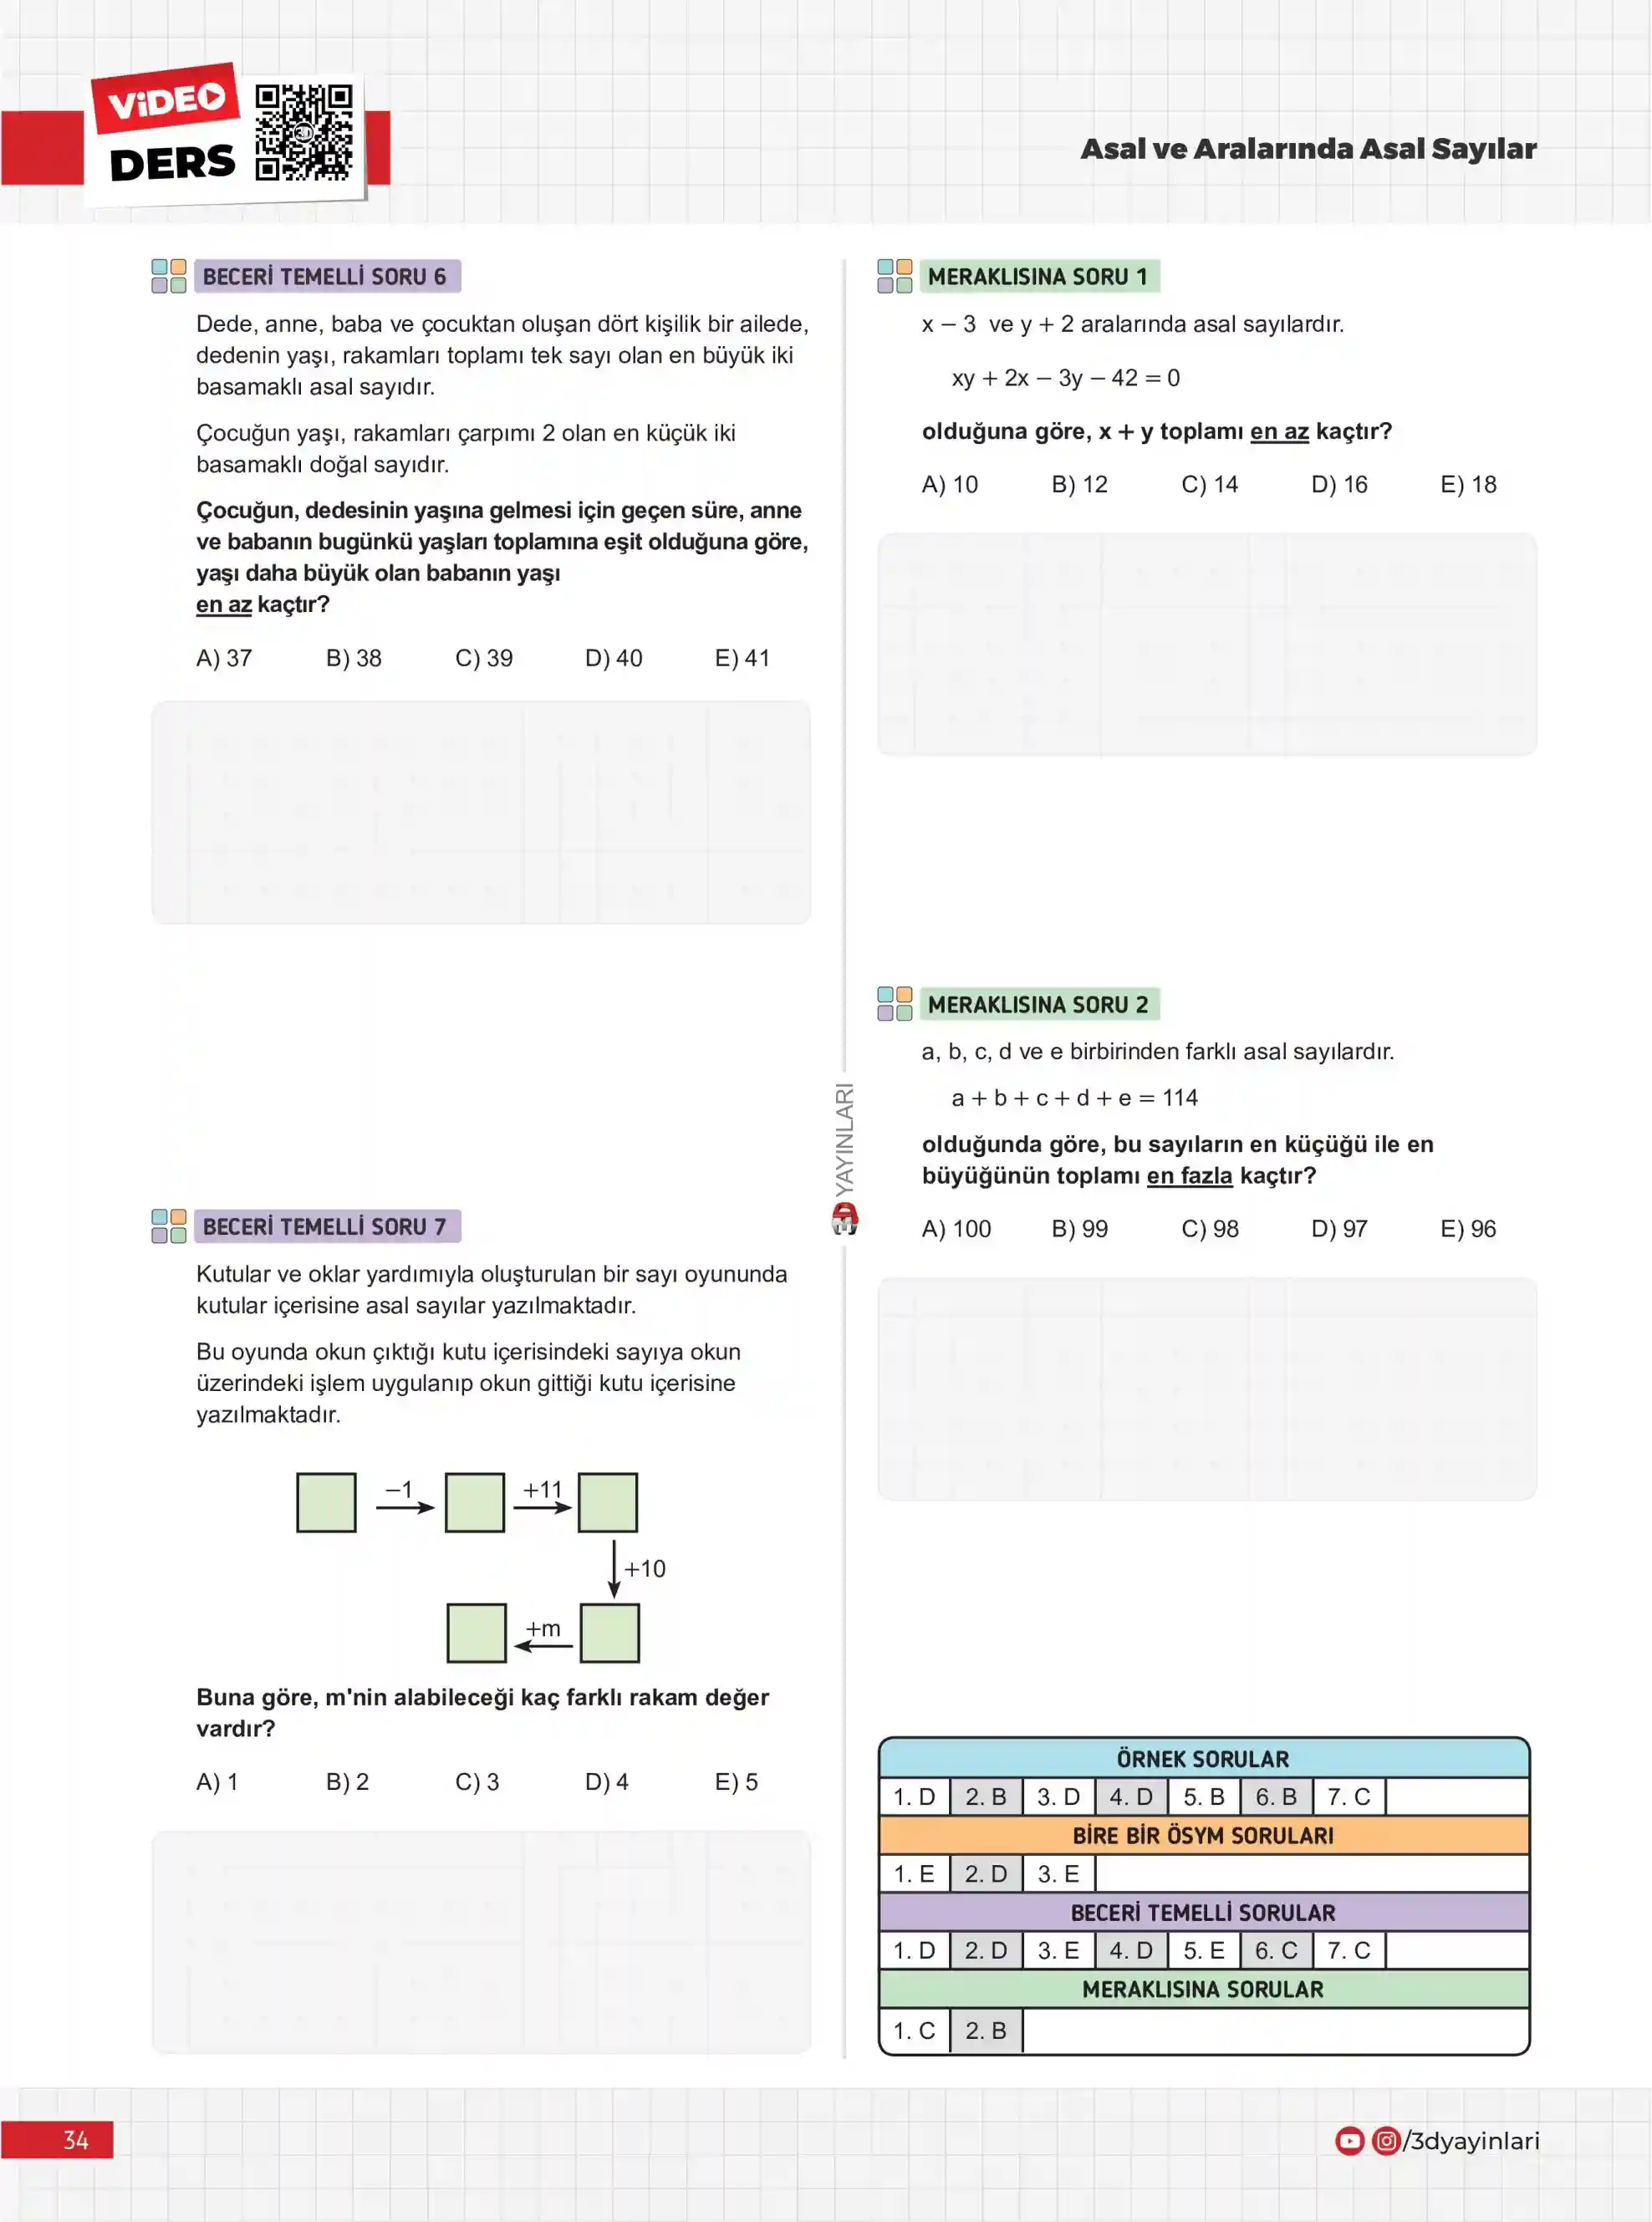 ViDEO
DERS
3D
Asal ve Aralarında Asal Sayılar
BECERİ TEMELLİ SORU 6
Dede, anne, baba ve çocuktan oluşan dört kişilik bir ailede,
dedenin yaşı, rakamları toplamı tek sayı olan en büyük iki
basamaklı asal sayıdır.
Çocuğun yaşı, rakamları çarpımı 2 olan en küçük iki
basamaklı doğal sayıdır.
Çocuğun, dedesinin yaşına gelmesi için geçen süre, anne
ve babanın bugünkü yaşları toplamına eşit olduğuna göre,
yaşı daha büyük olan babanın yaşı
en az kaçtır?
A) 37 B) 38 C) 39 D) 40 E) 41
BECERİ TEMELLİ SORU 7
Kutular ve oklar yardımıyla oluşturulan bir sayı oyununda
kutular içerisine asal sayılar yazılmaktadır.
Bu oyunda okun çıktığı kutu içerisindeki sayıya okun
üzerindeki işlem uygulanıp okun gittiği kutu içerisine
yazılmaktadır.
−1 +11
+10
+m
Buna göre, m'nin alabileceği kaç farklı rakam değer
vardır?
A) 1 B) 2 C) 3 D) 4 E) 5
YAYINLARI
MERAKLISINA SORU 1
x − 3 ve y + 2 aralarında asal sayılardır.
xy + 2x − 3y − 42 = 0
olduğuna göre, x + y toplamı en az kaçtır?
A) 10 B) 12 C) 14 D) 16 E) 18
MERAKLISINA SORU 2
a, b, c, d ve e birbirinden farklı asal sayılardır.
a + b + c + d + e = 114
olduğunda göre, bu sayıların en küçüğü ile en
büyüğünün toplamı en fazla kaçtır?
A) 100 B) 99 C) 98 D) 97 E) 96
ÖRNEK SORULAR
1. D 2. B 3. D 4. D 5. B 6. B 7. C
BİRE BİR ÖSYM SORULARI
1. E 2. D 3. E
BECERİ TEMELLİ SORULAR
1. D 2. D 3. E 4. D 5. E 6. C 7. C
MERAKLISINA SORULAR
1. C 2. B
34
/3dyayinlari